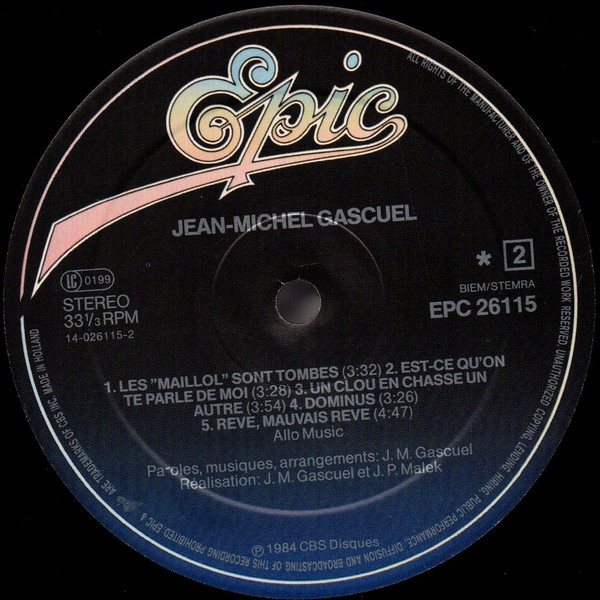 Epic
JEAN-MICHEL GASCUEL
LC 0199
STEREO
33 1/3 RPM
14-026115-2
* 2
BIEM/STEMRA
EPC 26115
1. LES "MAILLOL" SONT TOMBES (3:32) 2. EST-CE QU'ON
TE PARLE DE MOI (3:28) 3. UN CLOU EN CHASSE UN
AUTRE (3:54) 4. DOMINUS (3:26)
5. REVE, MAUVAIS REVE (4:47)
Allo Music
Paroles, musiques, arrangements: J. M. Gascuel
Réalisation: J. M. Gascuel et J. P. Malek
℗ 1984 CBS Disques
ALL RIGHTS OF THE MANUFACTURER AND OF THE OWNER OF THE RECORDED WORK RESERVED. UNAUTHORIZED COPYING, LENDING, HIRING, PUBLIC PERFORMANCE, DIFFUSION AND BROADCASTING OF THIS RECORDING PROHIBITED. EPIC & ARE TRADEMARKS OF CBS INC. MADE IN HOLLAND